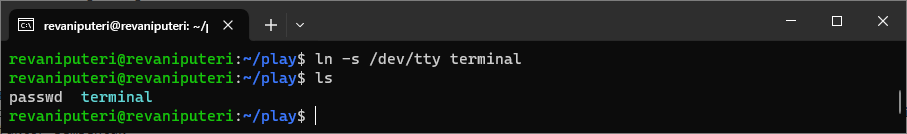 revaniputeri@revaniputeri: ~/p
revaniputeri@revaniputeri:~/play$ ln -s /dev/tty terminal
revaniputeri@revaniputeri:~/play$ ls
passwd  terminal
revaniputeri@revaniputeri:~/play$